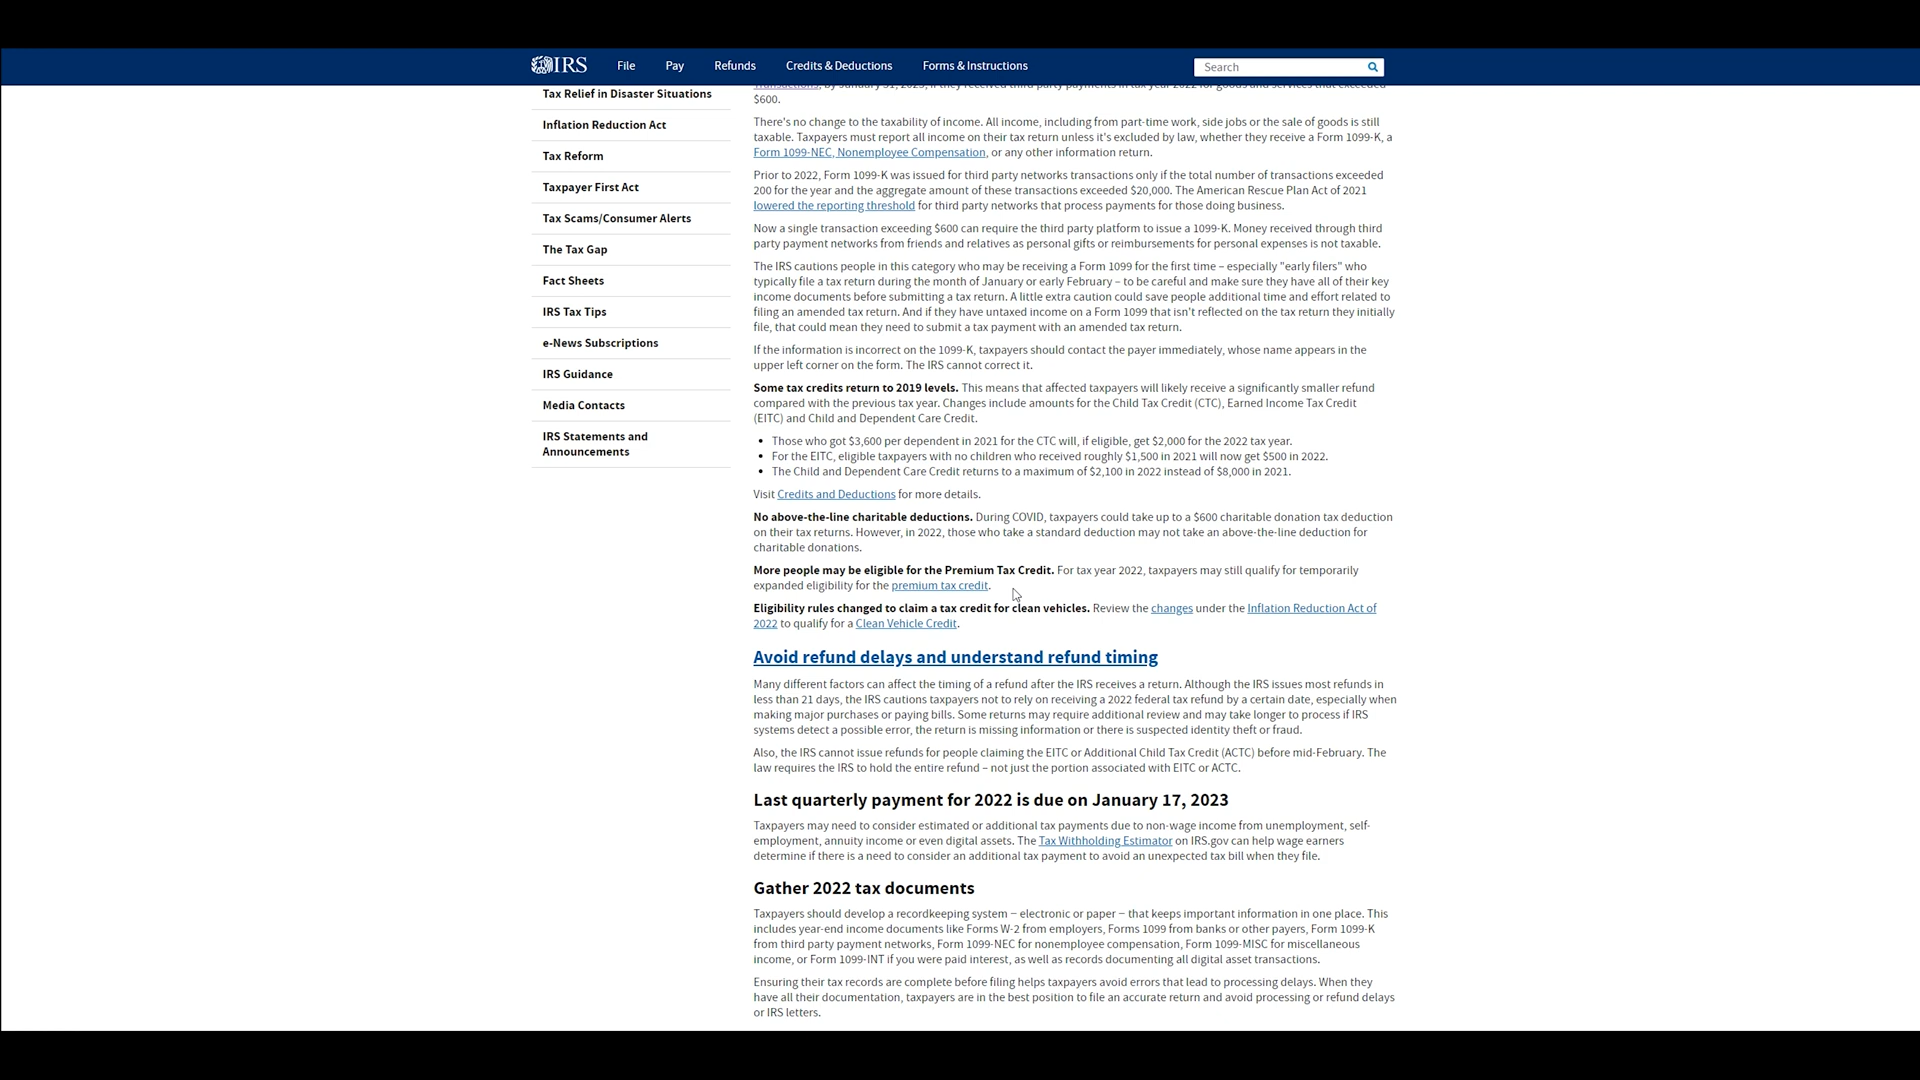 IRS File Pay Refunds Credits & Deductions Forms & Instructions Search
Tax Relief in Disaster Situations
Inflation Reduction Act
Tax Reform
Taxpayer First Act
Tax Scams/Consumer Alerts
The Tax Gap
Fact Sheets
IRS Tax Tips
e-News Subscriptions
IRS Guidance
Media Contacts
IRS Statements and
Announcements
Transactions, by January 31, 2023, if they received third party payments in tax year 2022 for goods and services that exceeded
$600.
There's no change to the taxability of income. All income, including from part-time work, side jobs or the sale of goods is still
taxable. Taxpayers must report all income on their tax return unless it's excluded by law, whether they receive a Form 1099-K, a
Form 1099-NEC, Nonemployee Compensation, or any other information return.
Prior to 2022, Form 1099-K was issued for third party networks transactions only if the total number of transactions exceeded
200 for the year and the aggregate amount of these transactions exceeded $20,000. The American Rescue Plan Act of 2021
lowered the reporting threshold for third party networks that process payments for those doing business.
Now a single transaction exceeding $600 can require the third party platform to issue a 1099-K. Money received through third
party payment networks from friends and relatives as personal gifts or reimbursements for personal expenses is not taxable.
The IRS cautions people in this category who may be receiving a Form 1099 for the first time – especially "early filers" who
typically file a tax return during the month of January or early February – to be careful and make sure they have all of their key
income documents before submitting a tax return. A little extra caution could save people additional time and effort related to
filing an amended tax return. And if they have untaxed income on a Form 1099 that isn't reflected on the tax return they initially
file, that could mean they need to submit a tax payment with an amended tax return.
If the information is incorrect on the 1099-K, taxpayers should contact the payer immediately, whose name appears in the
upper left corner on the form. The IRS cannot correct it.
Some tax credits return to 2019 levels. This means that affected taxpayers will likely receive a significantly smaller refund
compared with the previous tax year. Changes include amounts for the Child Tax Credit (CTC), Earned Income Tax Credit
(EITC) and Child and Dependent Care Credit.
• Those who got $3,600 per dependent in 2021 for the CTC will, if eligible, get $2,000 for the 2022 tax year.
• For the EITC, eligible taxpayers with no children who received roughly $1,500 in 2021 will now get $500 in 2022.
• The Child and Dependent Care Credit returns to a maximum of $2,100 in 2022 instead of $8,000 in 2021.
Visit Credits and Deductions for more details.
No above-the-line charitable deductions. During COVID, taxpayers could take up to a $600 charitable donation tax deduction
on their tax returns. However, in 2022, those who take a standard deduction may not take an above-the-line deduction for
charitable donations.
More people may be eligible for the Premium Tax Credit. For tax year 2022, taxpayers may still qualify for temporarily
expanded eligibility for the premium tax credit.
Eligibility rules changed to claim a tax credit for clean vehicles. Review the changes under the Inflation Reduction Act of
2022 to qualify for a Clean Vehicle Credit.
Avoid refund delays and understand refund timing
Many different factors can affect the timing of a refund after the IRS receives a return. Although the IRS issues most refunds in
less than 21 days, the IRS cautions taxpayers not to rely on receiving a 2022 federal tax refund by a certain date, especially when
making major purchases or paying bills. Some returns may require additional review and may take longer to process if IRS
systems detect a possible error, the return is missing information or there is suspected identity theft or fraud.
Also, the IRS cannot issue refunds for people claiming the EITC or Additional Child Tax Credit (ACTC) before mid-February. The
law requires the IRS to hold the entire refund – not just the portion associated with EITC or ACTC.
Last quarterly payment for 2022 is due on January 17, 2023
Taxpayers may need to consider estimated or additional tax payments due to non-wage income from unemployment, self-
employment, annuity income or even digital assets. The Tax Withholding Estimator on IRS.gov can help wage earners
determine if there is a need to consider an additional tax payment to avoid an unexpected tax bill when they file.
Gather 2022 tax documents
Taxpayers should develop a recordkeeping system − electronic or paper − that keeps important information in one place. This
includes year-end income documents like Forms W-2 from employers, Forms 1099 from banks or other payers, Form 1099-K
from third party payment networks, Form 1099-NEC for nonemployee compensation, Form 1099-MISC for miscellaneous
income, or Form 1099-INT if you were paid interest, as well as records documenting all digital asset transactions.
Ensuring their tax records are complete before filing helps taxpayers avoid errors that lead to processing delays. When they
have all their documentation, taxpayers are in the best position to file an accurate return and avoid processing or refund delays
or IRS letters.